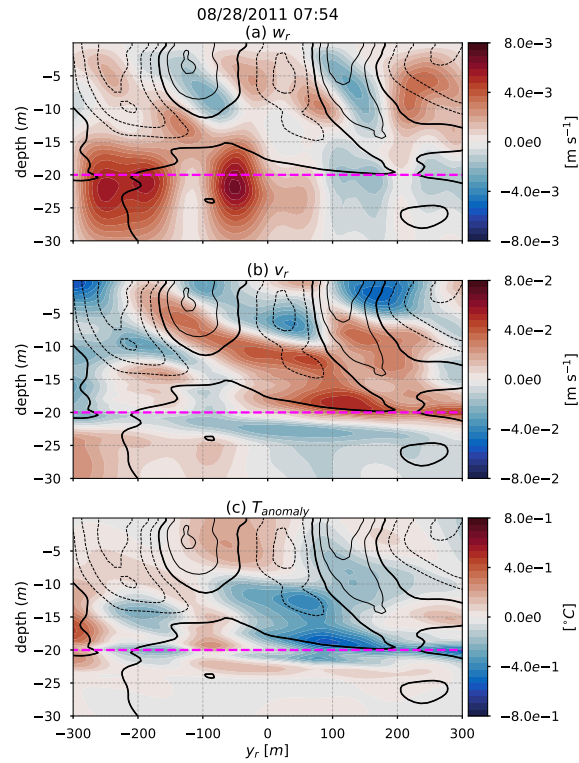 08/28/2011 07:54
(a) w_r
−5
−10
−15
−20
−25
−30
depth (m)
8.0e−3
4.0e−3
0.0e0
−4.0e−3
−8.0e−3
[m s⁻¹]
(b) v_r
−5
−10
−15
−20
−25
−30
depth (m)
8.0e−2
4.0e−2
0.0e0
−4.0e−2
−8.0e−2
[m s⁻¹]
(c) T_anomaly
−5
−10
−15
−20
−25
−30
depth (m)
8.0e−1
4.0e−1
0.0e0
−4.0e−1
−8.0e−1
[°C]
−300 −200 −100 0 100 200 300
y_r [m]